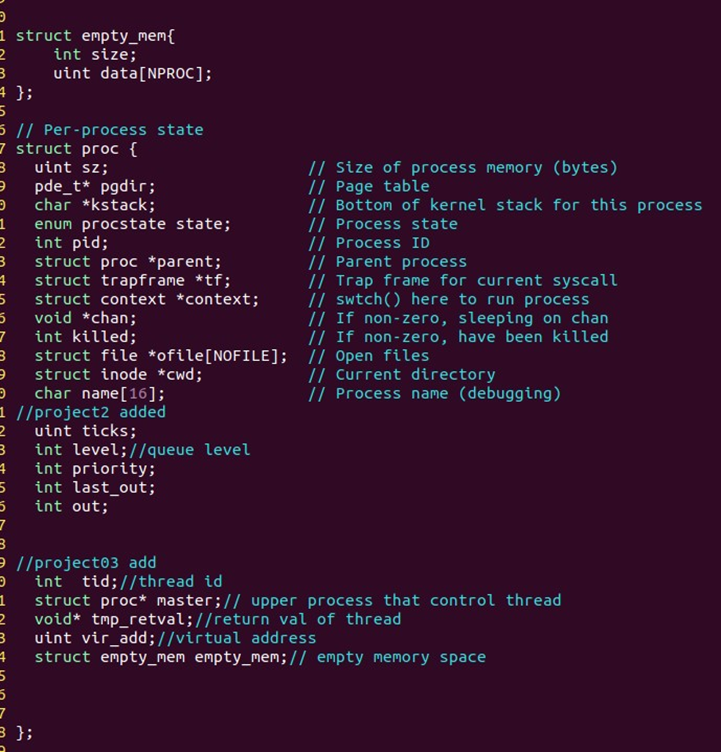 0
1 struct empty_mem{
2     int size;
3     uint data[NPROC];
4 };
5
6 // Per-process state
7 struct proc {
8   uint sz;                     // Size of process memory (bytes)
9   pde_t* pgdir;                // Page table
0   char *kstack;                // Bottom of kernel stack for this process
1   enum procstate state;        // Process state
2   int pid;                     // Process ID
3   struct proc *parent;         // Parent process
4   struct trapframe *tf;        // Trap frame for current syscall
5   struct context *context;     // swtch() here to run process
6   void *chan;                  // If non-zero, sleeping on chan
7   int killed;                  // If non-zero, have been killed
8   struct file *ofile[NOFILE];  // Open files
9   struct inode *cwd;           // Current directory
0   char name[16];               // Process name (debugging)
1 //project2 added
2   uint ticks;
3   int level;//queue level
4   int priority;
5   int last_out;
6   int out;
7
8
9 //project03 add
0   int  tid;//thread id
1   struct proc* master;// upper process that control thread
2   void* tmp_retval;//return val of thread
3   uint vir_add;//virtual address
4   struct empty_mem empty_mem;// empty memory space
5
6
7
8 };